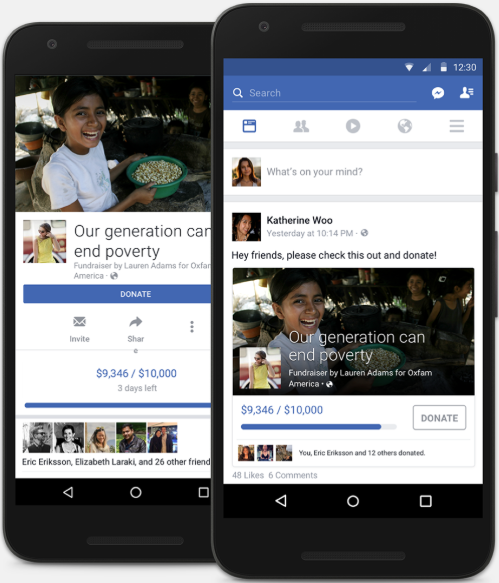 Our generation can
end poverty
Fundraiser by Lauren Adams for Oxfam
America ·
DONATE
Invite
Shar
e
$9,346 / $10,000
3 days left
Eric Eriksson, Elizabeth Laraki, and 26 other friend
12:30
Search
What's on your mind?
Katherine Woo
Yesterday at 10:14 PM ·
Hey friends, please check this out and donate!
Our generation can
end poverty
Fundraiser by Lauren Adams for Oxfam
America •
$9,346 / $10,000
DONATE
You, Eric Eriksson and 12 others donated.
48 Likes 6 Comments